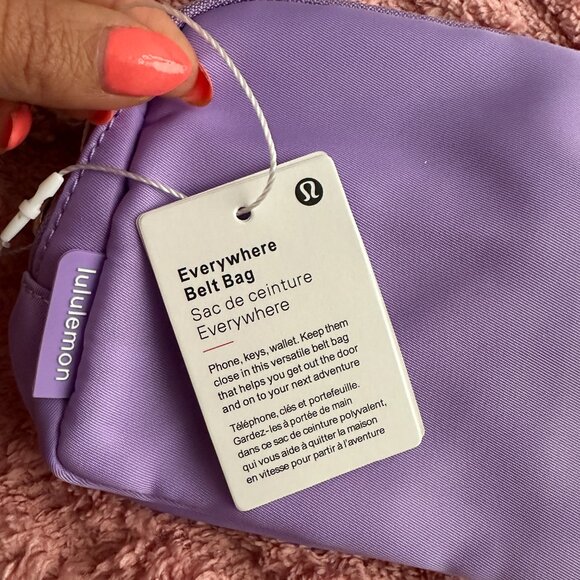 Everywhere
Belt Bag
Sac de ceinture
Everywhere
Phone, keys, wallet. Keep them
close in this versatile belt bag
that helps you get out the door
and on to your next adventure
Téléphone, clés et portefeuille.
Gardez-les à portée de main
dans ce sac de ceinture polyvalent,
qui vous aide à quitter la maison
en vitesse pour partir à l'aventure
lululemon